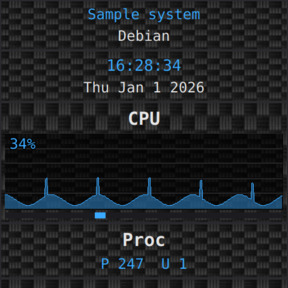 Sample system
Debian
16:28:34
Thu Jan 1 2026
CPU
34%
Proc
P 247 U 1